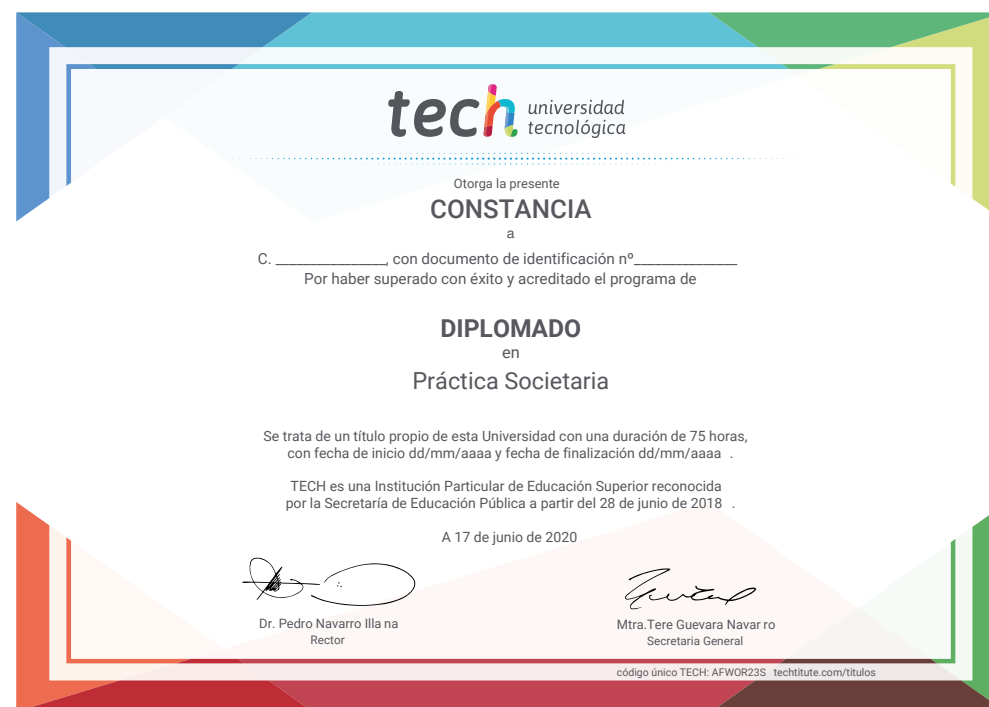 tech universidad
tecnológica
Otorga la presente
CONSTANCIA
a
C. ________________, con documento de identificación nº_______________
Por haber superado con éxito y acreditado el programa de
DIPLOMADO
en
Práctica Societaria
Se trata de un título propio de esta Universidad con una duración de 75 horas,
con fecha de inicio dd/mm/aaaa y fecha de finalización dd/mm/aaaa .
TECH es una Institución Particular de Educación Superior reconocida
por la Secretaría de Educación Pública a partir del 28 de junio de 2018 .
A 17 de junio de 2020
Dr. Pedro Navarro Illa na
Rector
Mtra.Tere Guevara Navar ro
Secretaria General
código único TECH: AFWOR23S techtitute.com/titulos